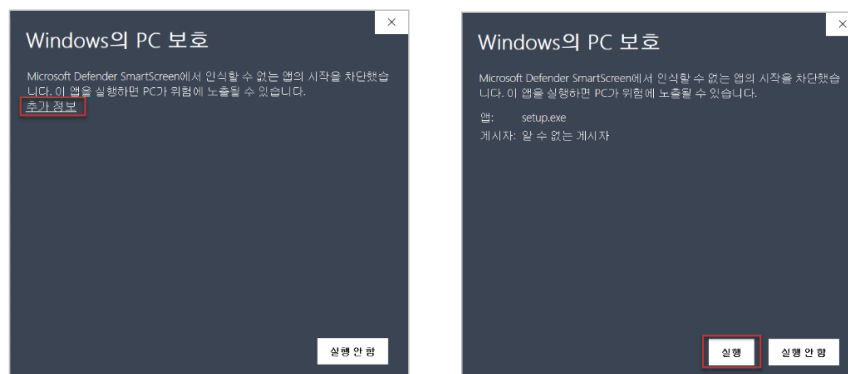 Windows의 PC 보호
Microsoft Defender SmartScreen에서 인식할 수 없는 앱의 시작을 차단했습
니다. 이 앱을 실행하면 PC가 위험에 노출될 수 있습니다.
추가 정보
실행 안 함
Windows의 PC 보호
Microsoft Defender SmartScreen에서 인식할 수 없는 앱의 시작을 차단했습
니다. 이 앱을 실행하면 PC가 위험에 노출될 수 있습니다.
앱: setup.exe
게시자: 알 수 없는 게시자
실행 실행 안 함